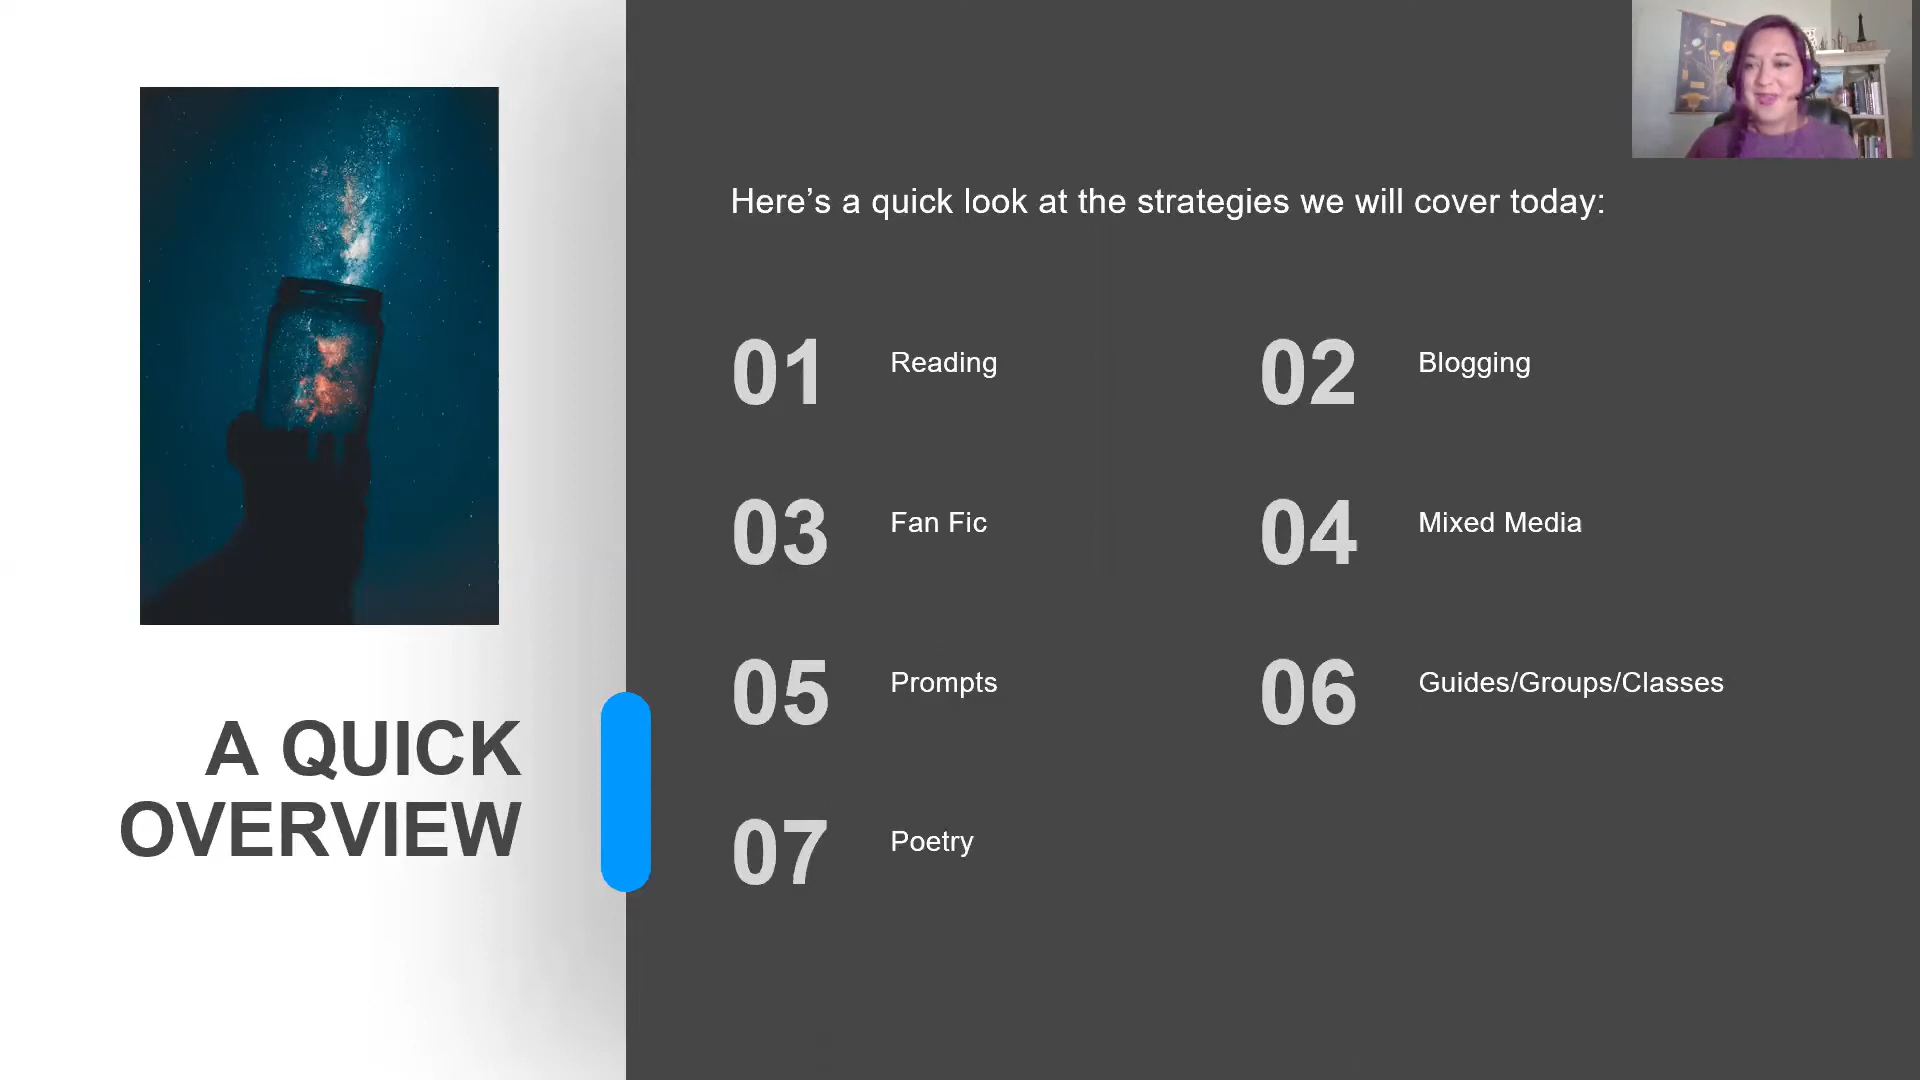 A QUICK
OVERVIEW
Here’s a quick look at the strategies we will cover today:
01 Reading
02 Blogging
03 Fan Fic
04 Mixed Media
05 Prompts
06 Guides/Groups/Classes
07 Poetry